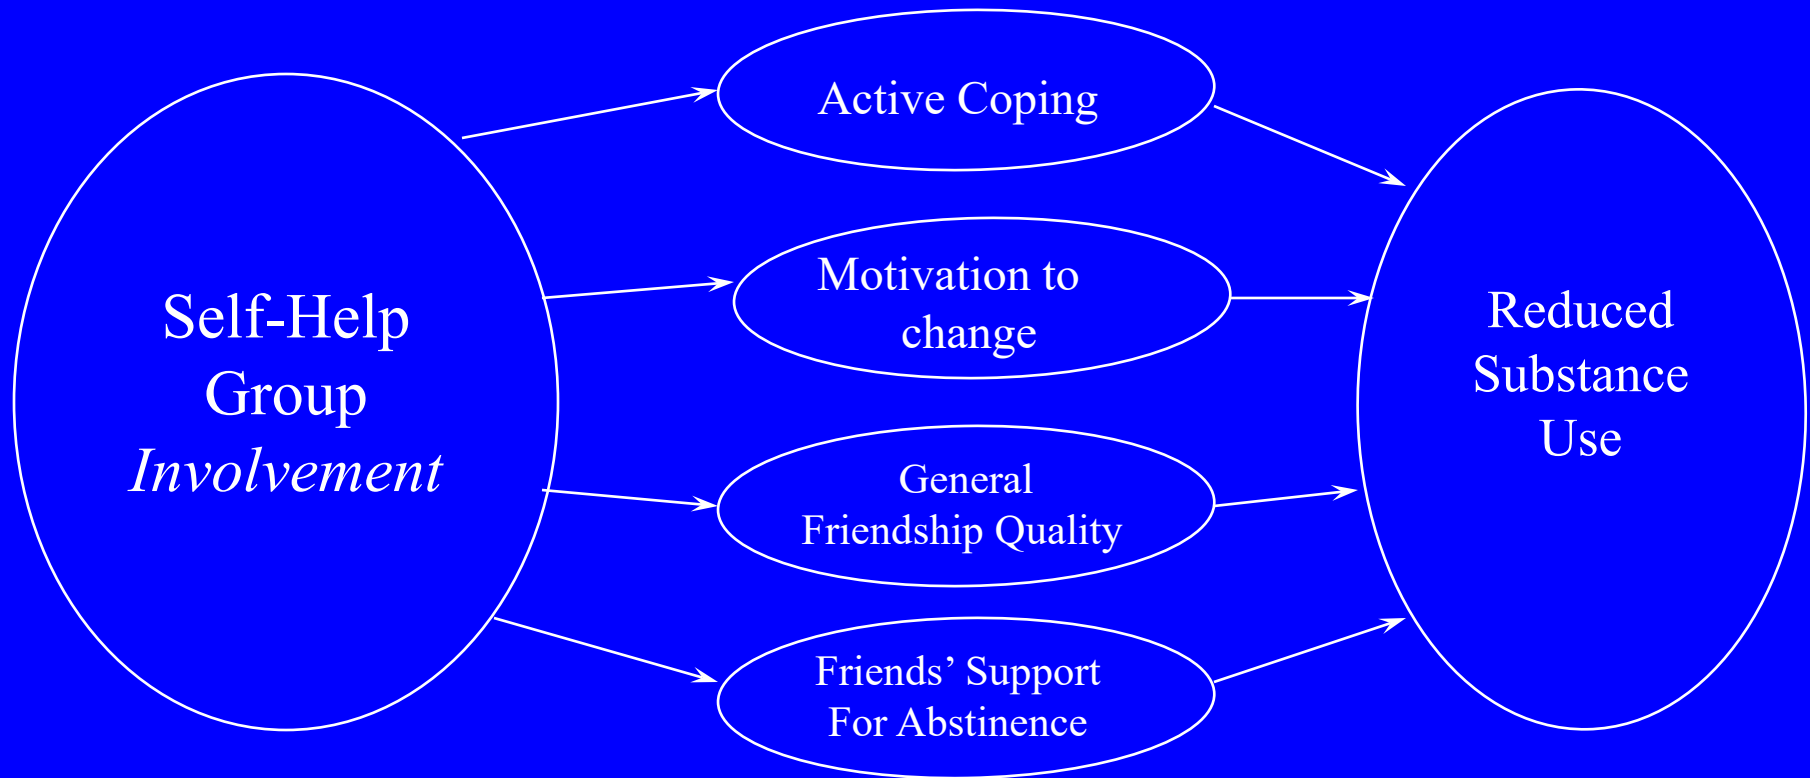 Self-Help
Group
Involvement
Active Coping
Motivation to
change
General
Friendship Quality
Friends’ Support
For Abstinence
Reduced
Substance
Use